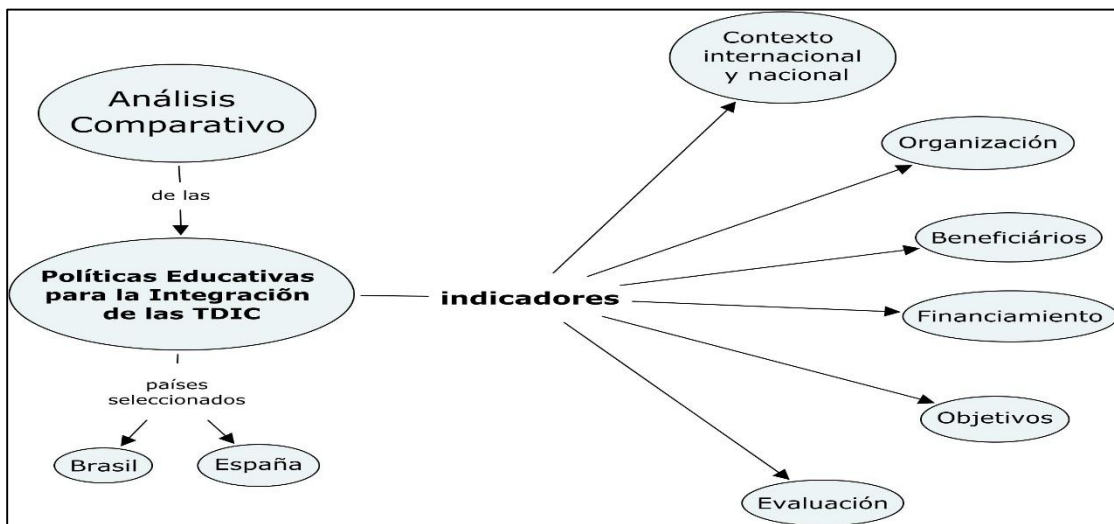 Análisis
Comparativo
de las
Políticas Educativas
para la Integraciõn
de las TDIC
países
seleccionados
Brasil
España
indicadores
Contexto
internacional
y nacional
Organización
Beneficiários
Financiamiento
Objetivos
Evaluación